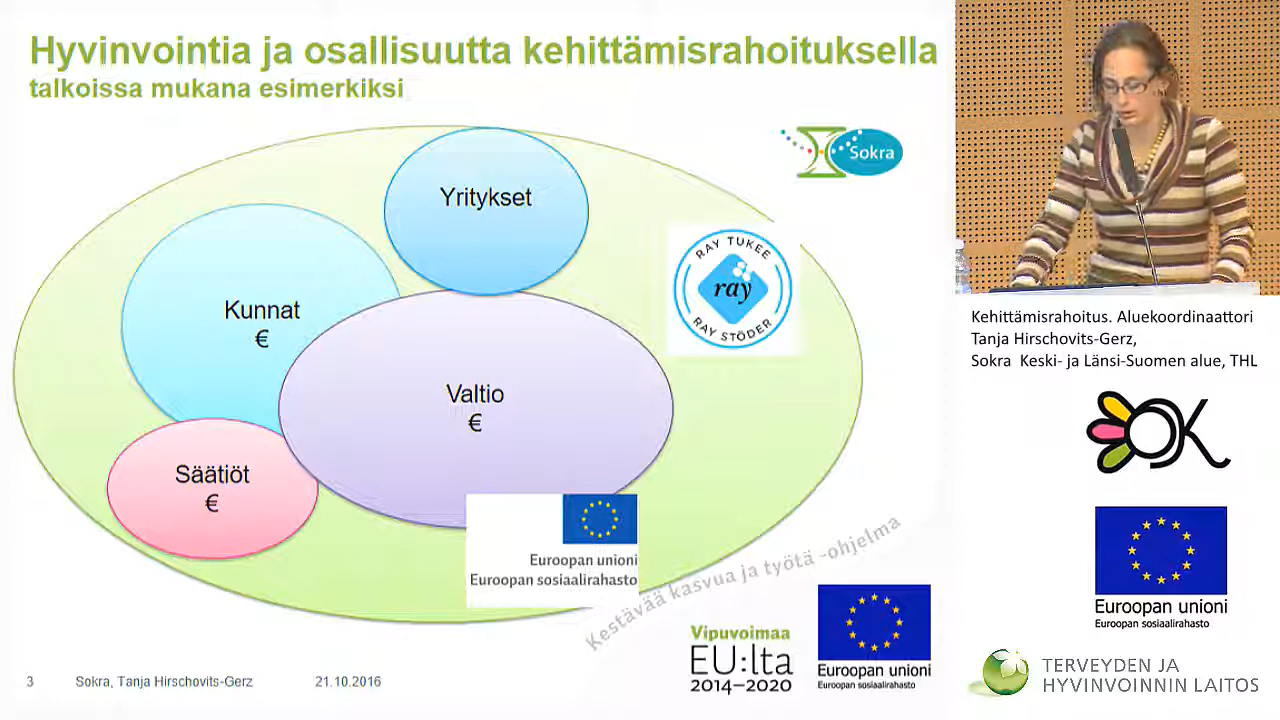 Hyvinvointia ja osallisuutta kehittämisrahoituksella
talkoissa mukana esimerkiksi
Sokra
Yritykset
RAY TUKEE
ray
RAY STÖDER
Kunnat
€
Valtio
€
Säätiöt
€
Euroopan unioni
Euroopan sosiaalirahasto
Kestävää kasvua ja työtä -ohjelma
Vipuvoimaa
EU:lta
2014–2020
Euroopan unioni
Euroopan sosiaalirahasto
3
Sokra, Tanja Hirschovits-Gerz
21.10.2016
Kehittämisrahoitus. Aluekoordinaattori
Tanja Hirschovits-Gerz,
Sokra Keski- ja Länsi-Suomen alue, THL
OK
Euroopan unioni
Euroopan sosiaalirahasto
TERVEYDEN JA
HYVINVOINNIN LAITOS